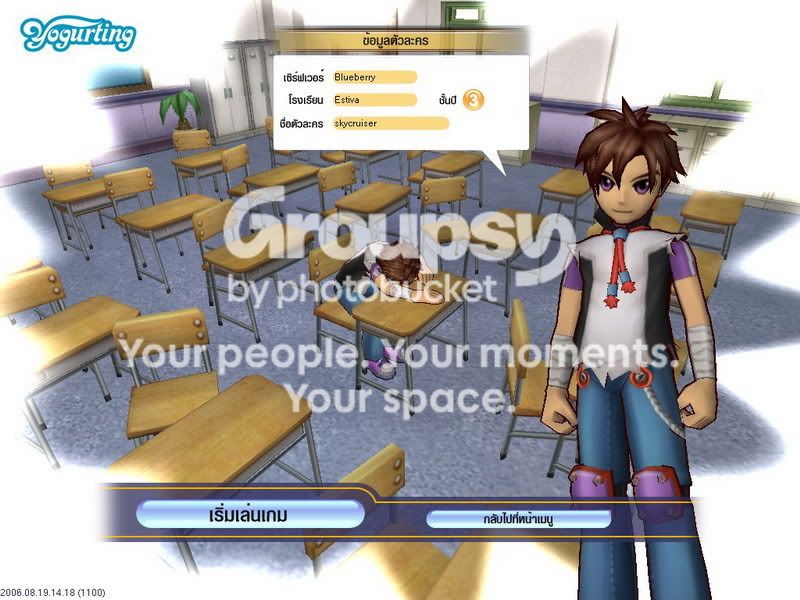 Yogurting
ข้อมูลตัวละคร
เซิร์ฟเวอร์ Blueberry
โรงเรียน Estiva ชั้นปี 3
ชื่อตัวละคร skycruiser
Groupsy
by photobucket
Your people. Your moments.
Your space.
เริ่มเล่นเกม
กลับไปที่หน้าเมนู
2006.08.19.14.18 (1100)